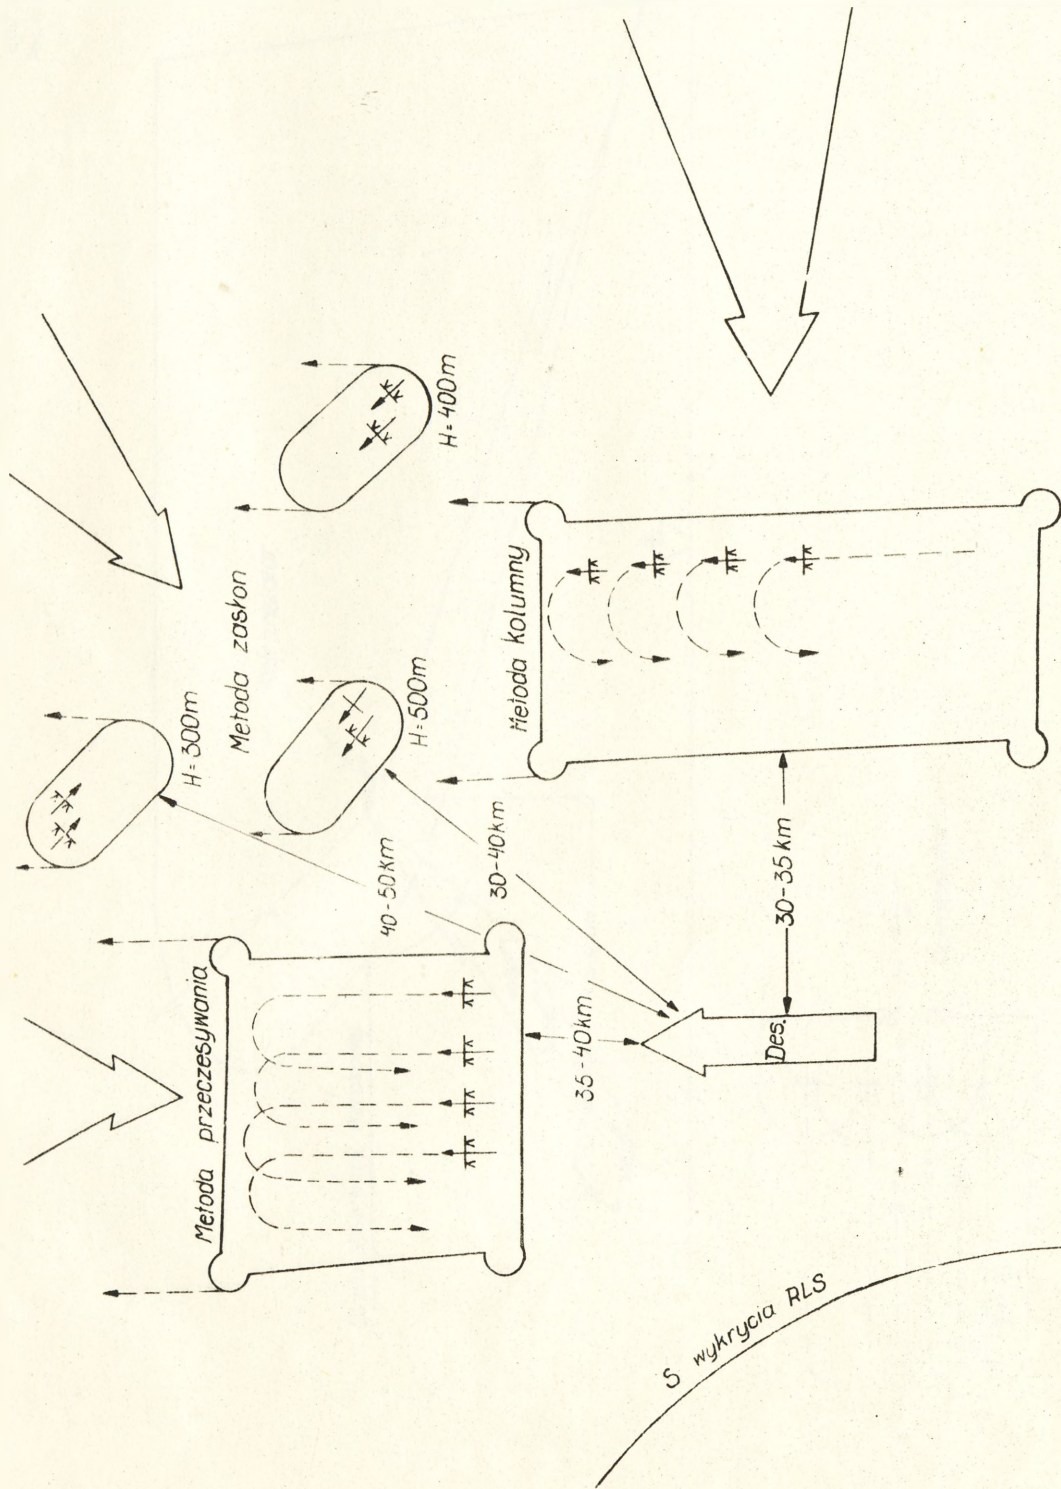 H=400m
Metoda zaskon
H=300m
H=500m
Metoda kolumny
40-50km
30-40km
Metoda przeczesywania
35-40km
30-35km
Des.
S wykrycia RLS